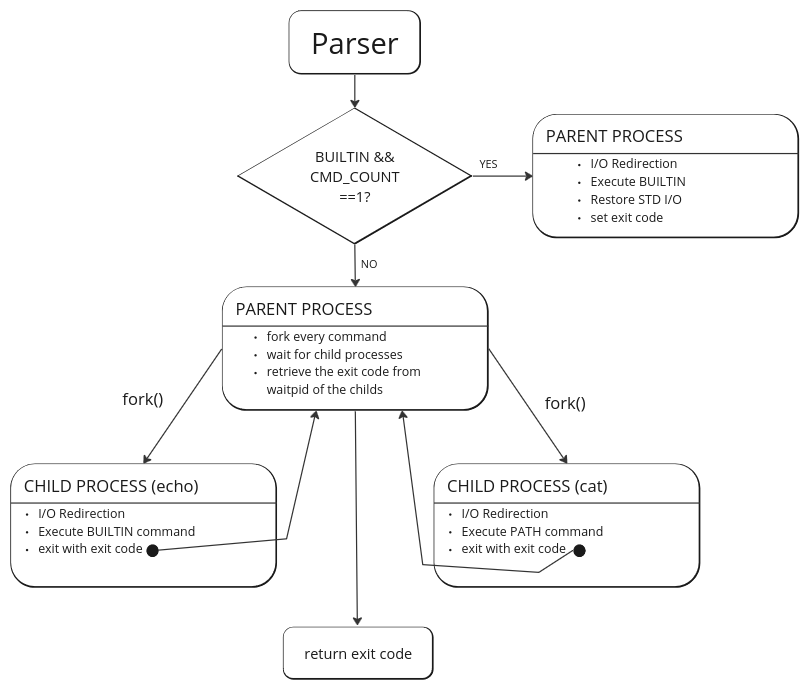 Parser
BUILTIN &&
CMD_COUNT
==1?
YES
PARENT PROCESS
• I/O Redirection
• Execute BUILTIN
• Restore STD I/O
• set exit code
NO
PARENT PROCESS
• fork every command
• wait for child processes
• retrieve the exit code from
waitpid of the childs
fork()
fork()
CHILD PROCESS (echo)
• I/O Redirection
• Execute BUILTIN command
• exit with exit code
CHILD PROCESS (cat)
• I/O Redirection
• Execute PATH command
• exit with exit code
return exit code